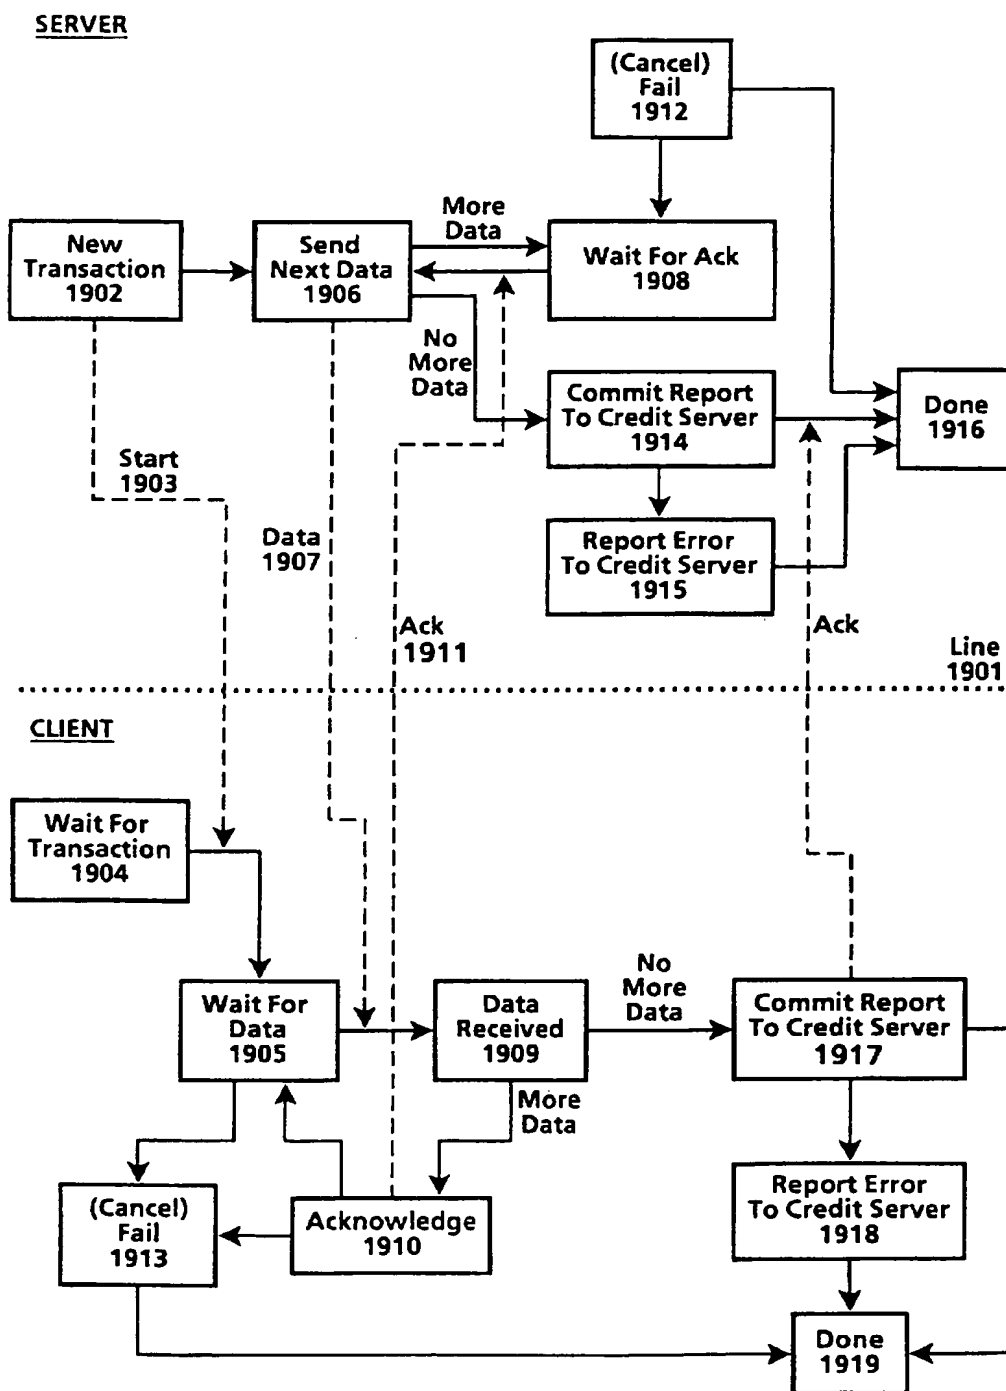 SERVER
(Cancel)
Fail
1912
More
Data
New
Transaction
1902
Send
Next Data
1906
Wait For Ack
1908
No
More
Data
Commit Report
To Credit Server
1914
Done
1916
Start
1903
Data
1907
Report Error
To Credit Server
1915
Ack
1911
Ack
Line
1901
CLIENT
Wait For
Transaction
1904
Wait For
Data
1905
Data
Received
1909
No
More
Data
Commit Report
To Credit Server
1917
More
Data
(Cancel)
Fail
1913
Acknowledge
1910
Report Error
To Credit Server
1918
Done
1919